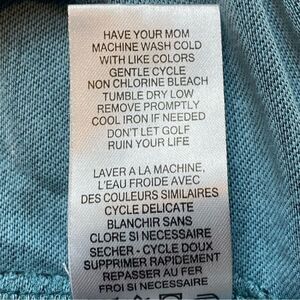 HAVE YOUR MOM
MACHINE WASH COLD
WITH LIKE COLORS
GENTLE CYCLE
NON CHLORINE BLEACH
TUMBLE DRY LOW
REMOVE PROMPTLY
COOL IRON IF NEEDED
DON'T LET GOLF
RUIN YOUR LIFE
LAVER A LA MACHINE,
L'EAU FROIDE AVEC
DES COULEURS SIMILAIRES
CYCLE DELICATE
BLANCHIR SANS
CLORE SI NECESSAIRE
SECHER - CYCLE DOUX
SUPPRIMER RAPIDEMENT
REPASSER AU FER
FROI SI NECESSAIRE